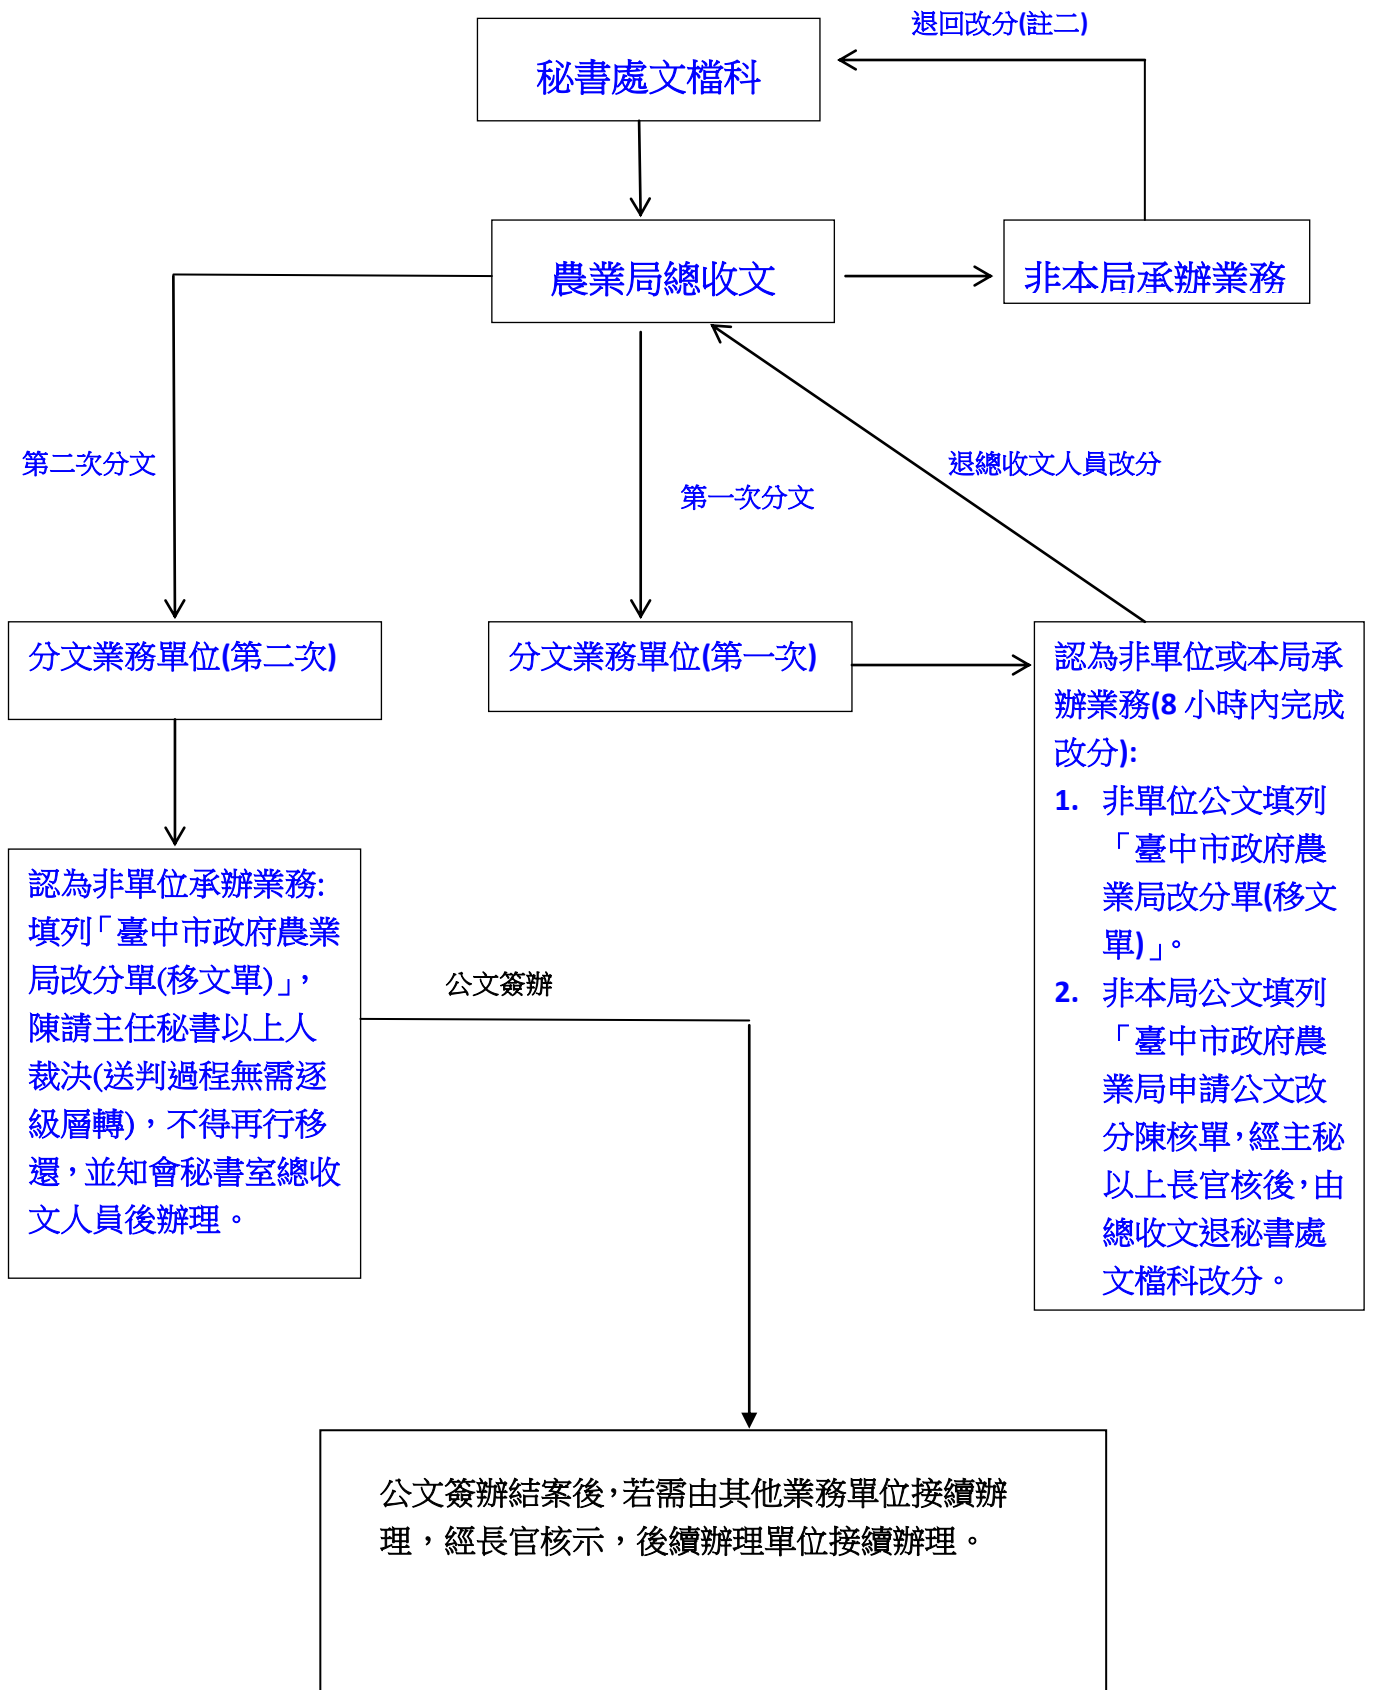 退回改分(註二)
秘書處文檔科
農業局總收文
非本局承辦業務
第二次分文
退總收文人員改分
第一次分文
分文業務單位(第二次)
分文業務單位(第一次)
認為非單位或本局承
辦業務(8 小時內完成
改分):
1. 非單位公文填列
「臺中市政府農
業局改分單(移文
單)」。
2. 非本局公文填列
「臺中市政府農
業局申請公文改
分陳核單,經主秘
以上長官核後,由
總收文退秘書處
文檔科改分。
認為非單位承辦業務:
填列「臺中市政府農業
局改分單(移文單)」,
陳請主任秘書以上人
裁決(送判過程無需逐
級層轉),不得再行移
還,並知會秘書室總收
文人員後辦理。
公文簽辦
公文簽辦結案後,若需由其他業務單位接續辦
理,經長官核示,後續辦理單位接續辦理。